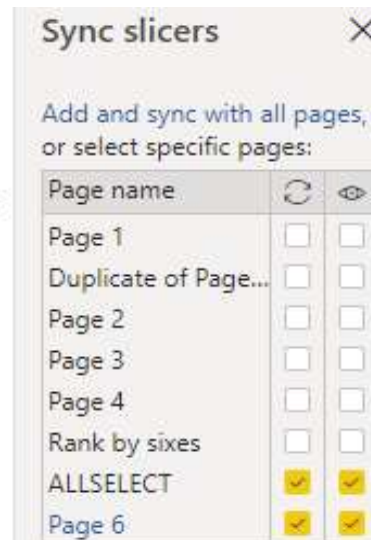 Sync slicers
Add and sync with all pages,
or select specific pages:
Page name
Page 1
Duplicate of Page...
Page 2
Page 3
Page 4
Rank by sixes
ALLSELECT
Page 6